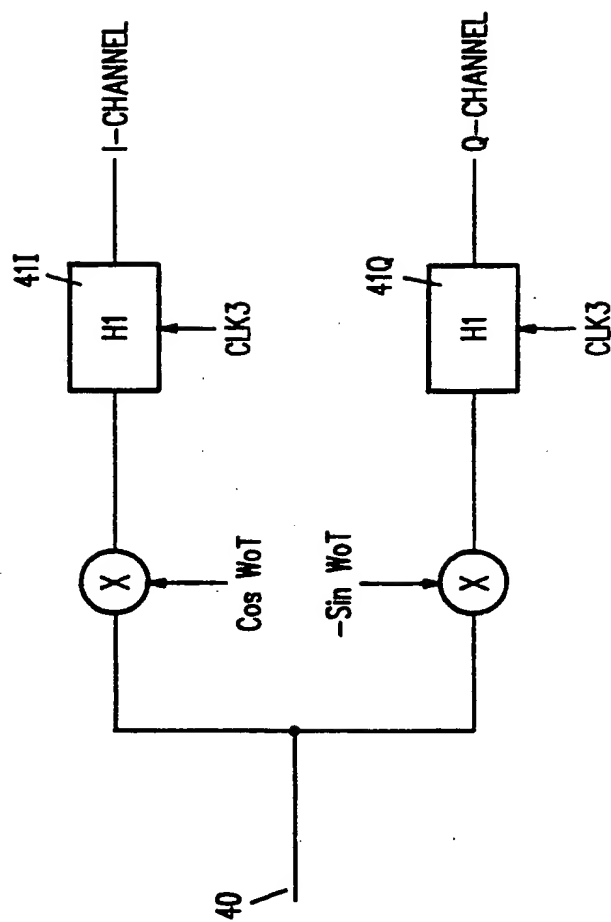 41I
H1
I-CHANNEL
CLK3
X
Cos WoT
40
-Sin WoT
X
41Q
H1
Q-CHANNEL
CLK3